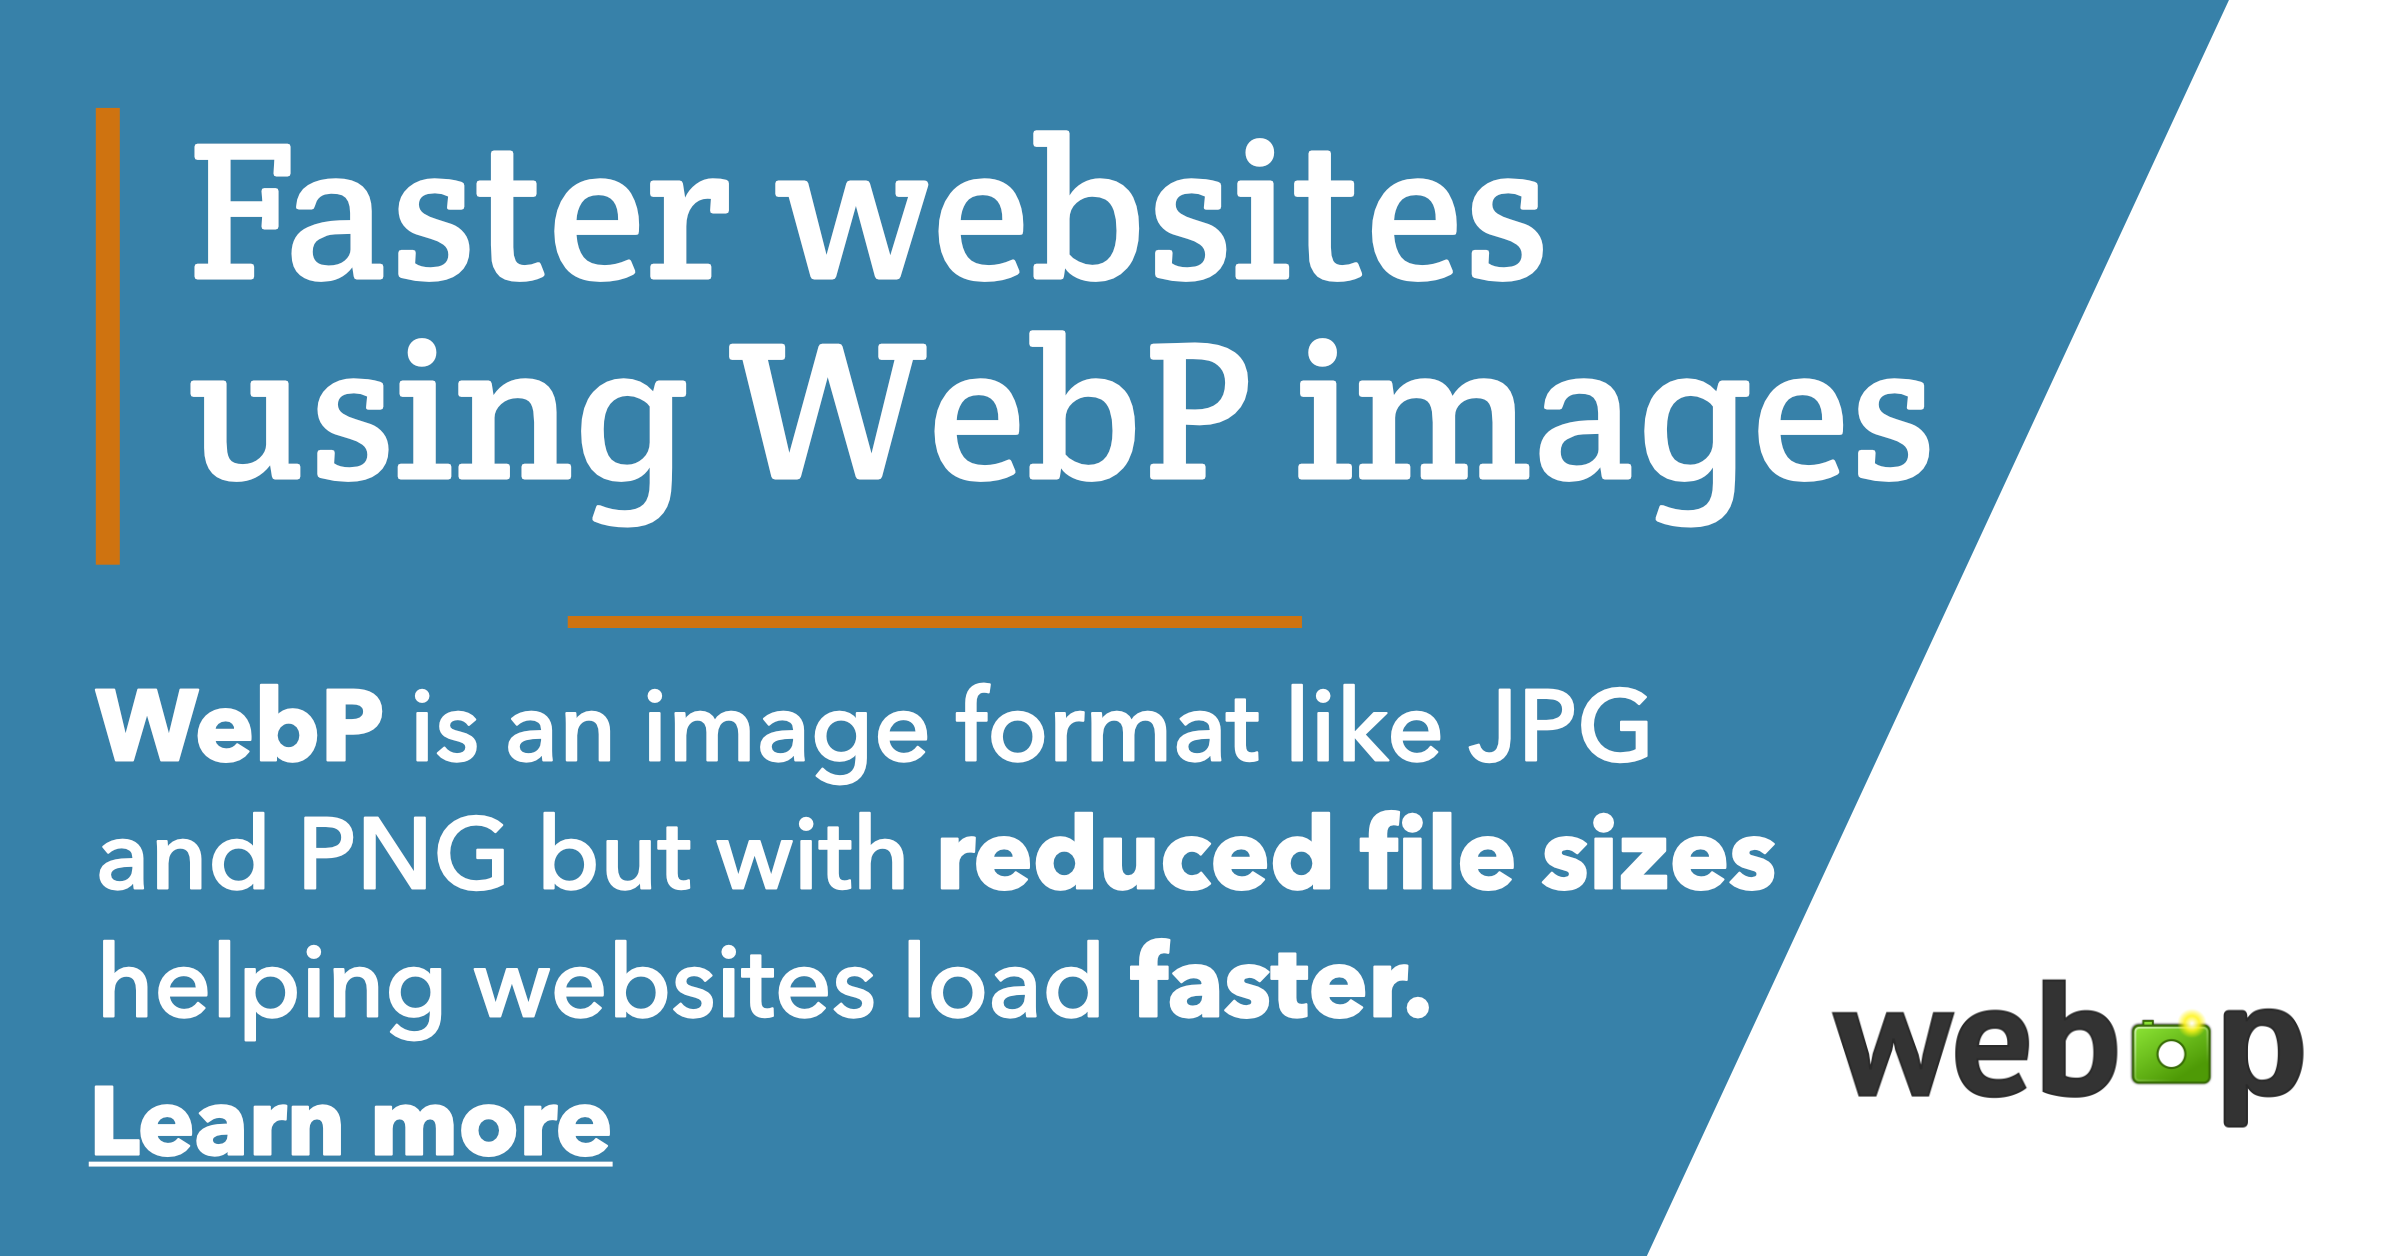 Faster websites
using WebP images
WebP is an image format like JPG
and PNG but with reduced file sizes
helping websites load faster.
Learn more
webp